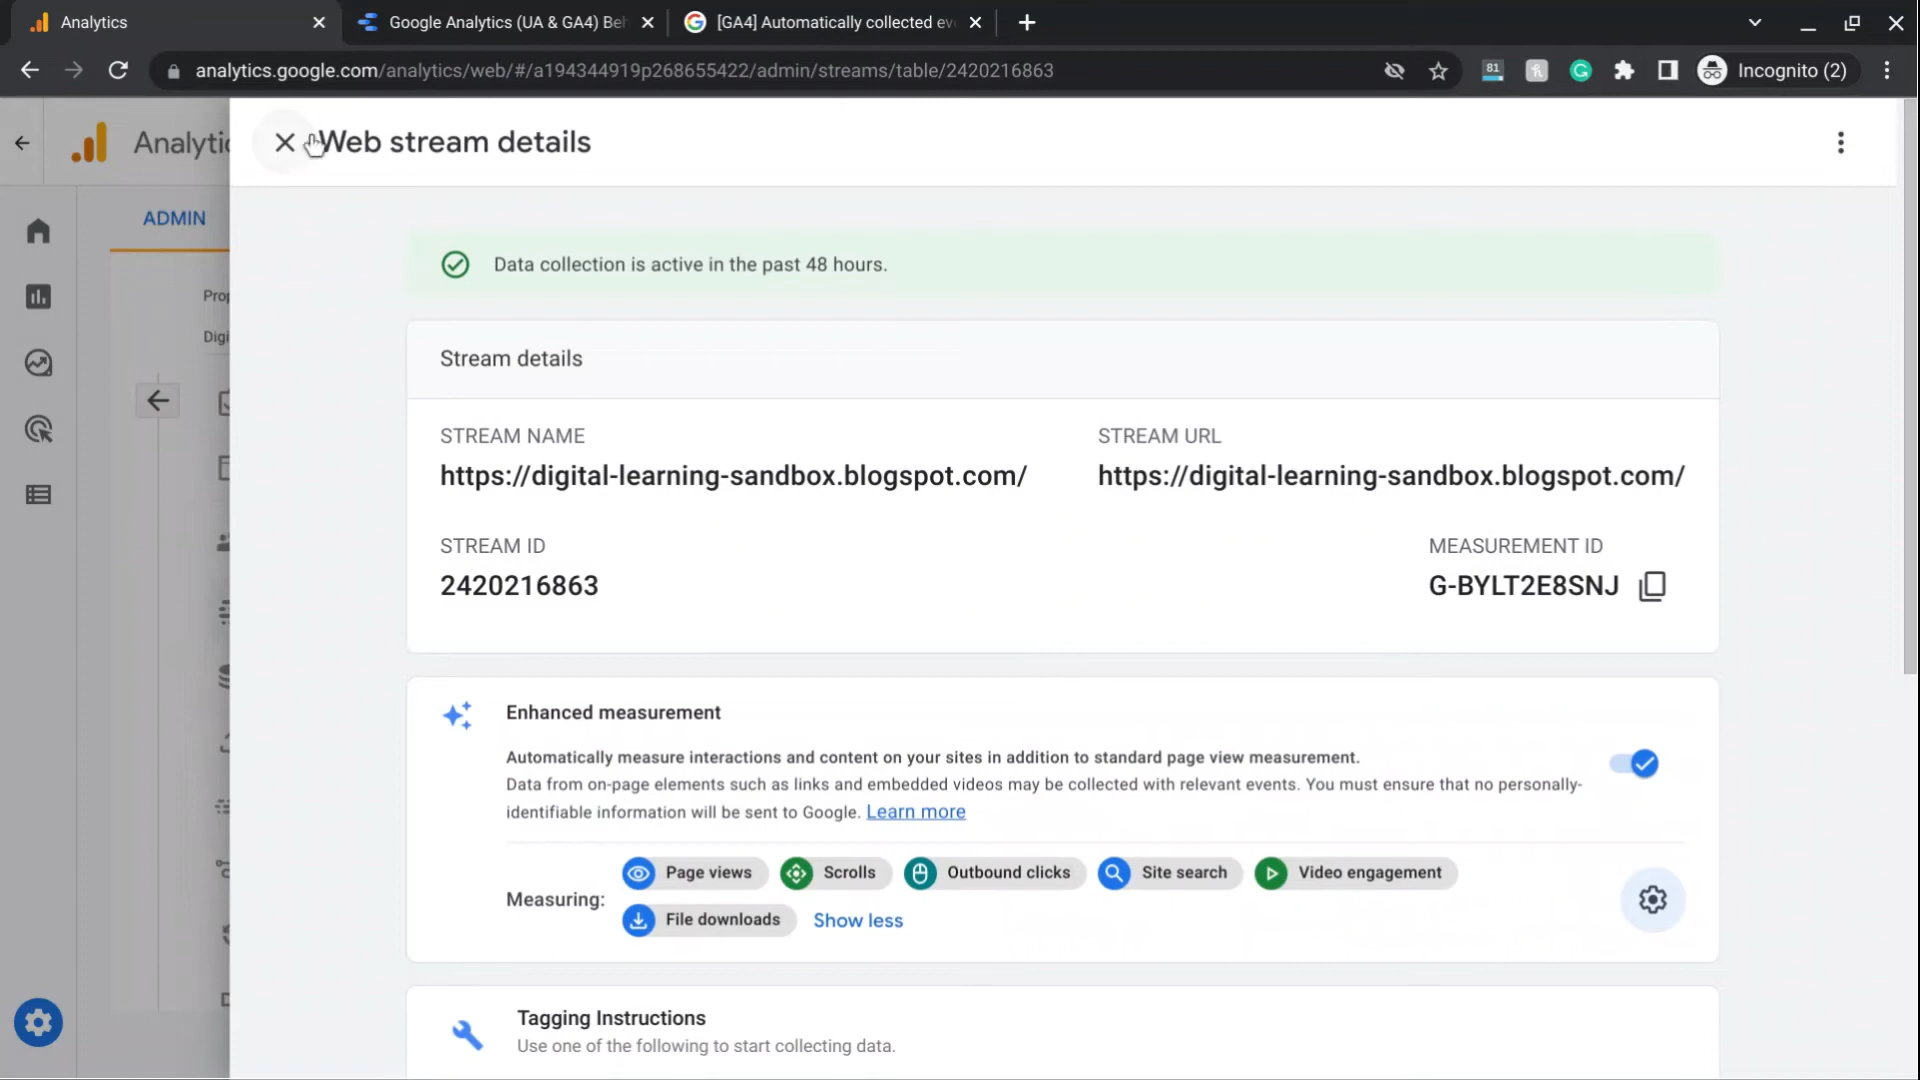 Analytics
Google Analytics (UA & GA4) Beh
[GA4] Automatically collected eve
analytics.google.com/analytics/web/#/a194344919p268655422/admin/streams/table/2420216863
81
Incognito (2)
Analytic
Web stream details
ADMIN
Data collection is active in the past 48 hours.
Prop
Digi
Stream details
STREAM NAME
https://digital-learning-sandbox.blogspot.com/
STREAM URL
https://digital-learning-sandbox.blogspot.com/
STREAM ID
2420216863
MEASUREMENT ID
G-BYLT2E8SNJ
Enhanced measurement
Automatically measure interactions and content on your sites in addition to standard page view measurement.
Data from on-page elements such as links and embedded videos may be collected with relevant events. You must ensure that no personally-
identifiable information will be sent to Google. Learn more
Measuring:
Page views
Scrolls
Outbound clicks
Site search
Video engagement
File downloads
Show less
Tagging Instructions
Use one of the following to start collecting data.